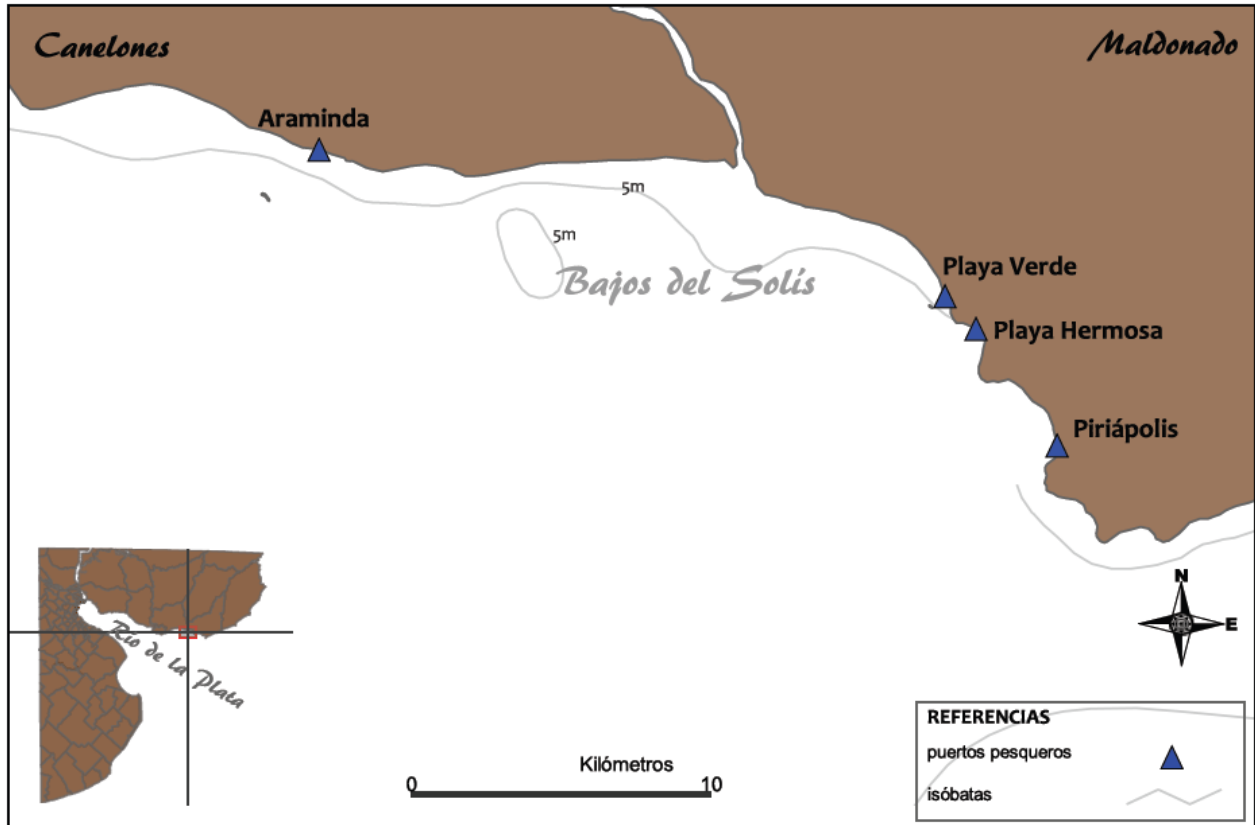 Canelones
Maldonado
Araminda
5m
5m
Bajos del Solís
Playa Verde
Playa Hermosa
Piriápolis
Río de la Plata
N
E
Kilómetros
0 10
REFERENCIAS
puertos pesqueros
isóbatas